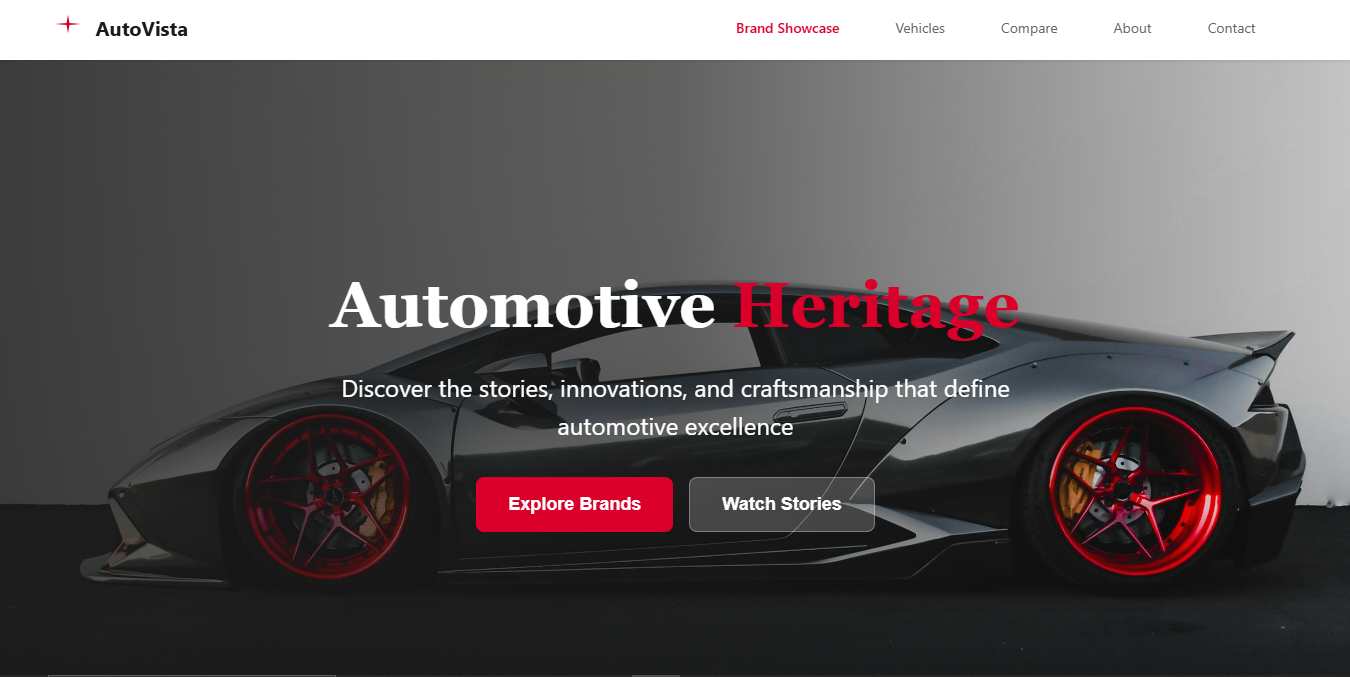 AutoVista
Brand Showcase
Vehicles
Compare
About
Contact
Automotive Heritage
Discover the stories, innovations, and craftsmanship that define
automotive excellence
Explore Brands
Watch Stories